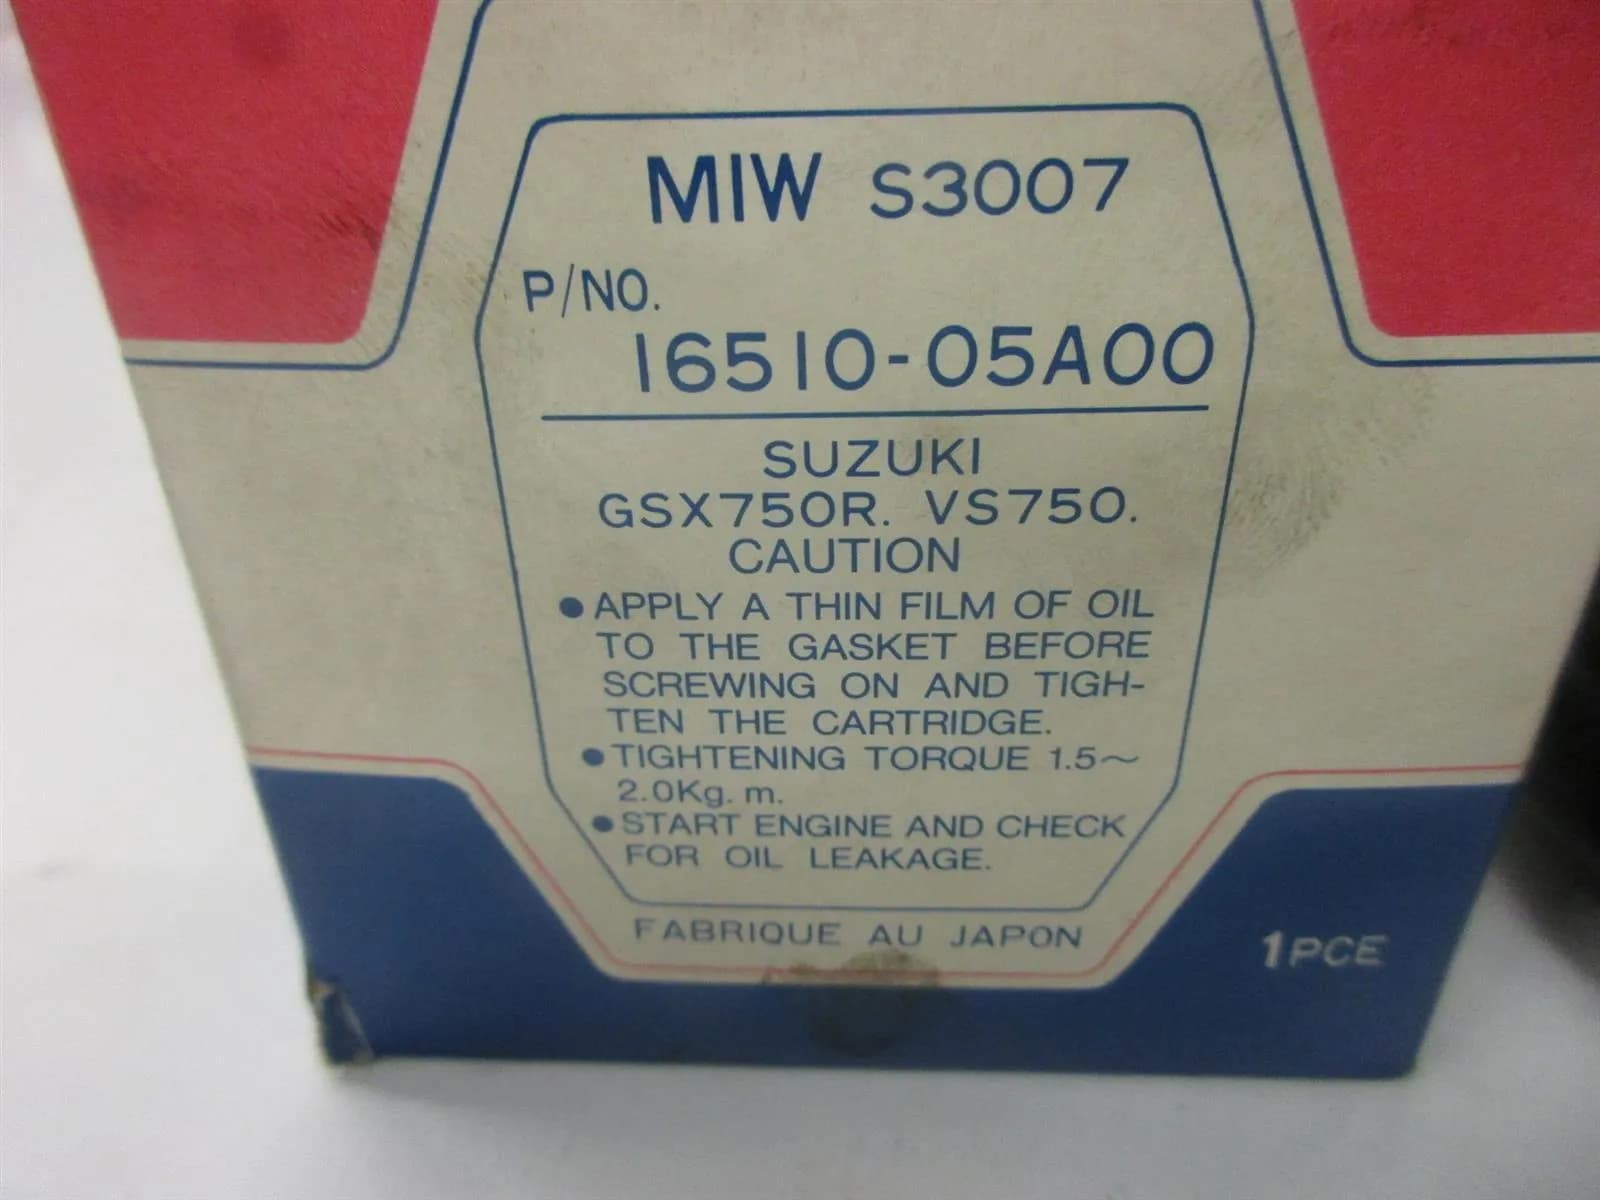 MIW S3007
P/NO.
16510-05A00
SUZUKI
GSX750R. VS750.
CAUTION
● APPLY A THIN FILM OF OIL
TO THE GASKET BEFORE
SCREWING ON AND TIGH-
TEN THE CARTRIDGE.
● TIGHTENING TORQUE 1.5～
2.0Kg. m.
● START ENGINE AND CHECK
FOR OIL LEAKAGE.
FABRIQUE AU JAPON
1PCE